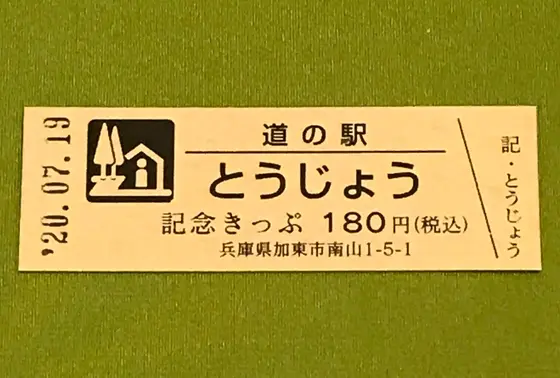 '20.07.19
道の駅
とうじょう
記念きっぷ 180円(税込)
兵庫県加東市南山1-5-1
記・とうじょう